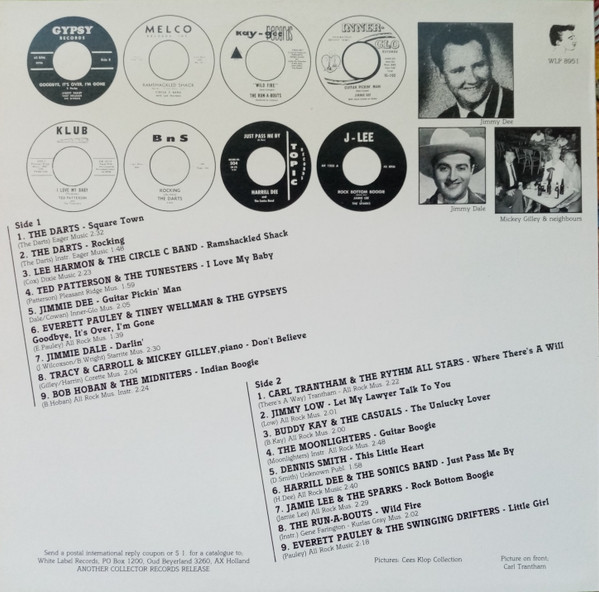 GYPSY
RECORDS
GOODBYE, IT'S OVER, I'M GONE
MELCO
RAMSHACKLED SHACK
Kay-Gee
"WILD FIRE"
THE RUN-A-BOUTS
INNER-GLO
GUITAR PICKIN' MAN
JIMMIE DEE
WLP 8951
Jimmy Dee
KLUB
I LOVE MY BABY
TED PATTERSON
BnS
ROCKING
THE DARTS
JUST PASS ME BY
304
HARRILL DEE
TOPIC
RECORDS
J-LEE
ROCK BOTTOM BOOGIE
JAMIE LEE
Jimmy Dale
Mickey Gilley & neighbours
Side 1
1. THE DARTS - Square Town
(The Darts) Eager Music 2.32
2. THE DARTS - Rocking
(The Darts) Instr. Eager Music 1.48
3. LEE HARMON & THE CIRCLE C BAND - Ramshackled Shack
(Cox) Dixie Music 2.23
4. TED PATTERSON & THE TUNESTERS - I Love My Baby
(Patterson) Pleasant Ridge Mus. 1.59
5. JIMMIE DEE - Guitar Pickin' Man
Dale/Cowan) Inner-Glo Mus. 2.05
6. EVERETT PAULEY & TINEY WELLMAN & THE GYPSEYS
Goodbye, It's Over, I'm Gone
(E.Pauley) All Rock Mus. 1.39
7. JIMMIE DALE - Darlin'
(J.Wilcoxson/B.Wright) Starrite Mus. 2.30
8. TRACY & CARROLL & MICKEY GILLEY,piano - Don't Believe
(Gilley/Harrin) Corette Mus. 2.04
9. BOB HOBAN & THE MIDNITERS - Indian Boogie
(B.Hoban) All Rock Mus. Instr. 2.24
Side 2
1. CARL TRANTHAM & THE RYTHM ALL STARS - Where There's A Will
(There's A Way) Trantham - All Rock Mus. 2.22
2. JIMMY LOW - Let My Lawyer Talk To You
(Low) All Rock Mus. 2.01
3. BUDDY KAY & THE CASUALS - The Unlucky Lover
(B.Kay) All Rock Mus. 2.00
4. THE MOONLIGHTERS - Guitar Boogie
(Moonlighters) Instr. All Rock Mus. 2.48
5. DENNIS SMITH - This Little Heart
(D.Smith) Unknown Publ. 1.58
6. HARRILL DEE & THE SONICS BAND - Just Pass Me By
(H.Dee) All Rock Music 2.40
7. JAMIE LEE & THE SPARKS - Rock Bottom Boogie
(Jamie Lee) All Rock Mus. 2.29
8. THE RUN-A-BOUTS - Wild Fire
(Instr.) Gene Farington - Kurlas Gray Mus. 2.02
9. EVERETT PAULEY & THE SWINGING DRIFTERS - Little Girl
(Pauley) All Rock Music 2.18
Send a postal international reply coupon or $ 1. for a catalogue to;
White Label Records, PO Box 1200, Oud Beyerland 3260, AX Holland
ANOTHER COLLECTOR RECORDS RELEASE
Pictures: Cees Klop Collection
Picture on front;
Carl Trantham